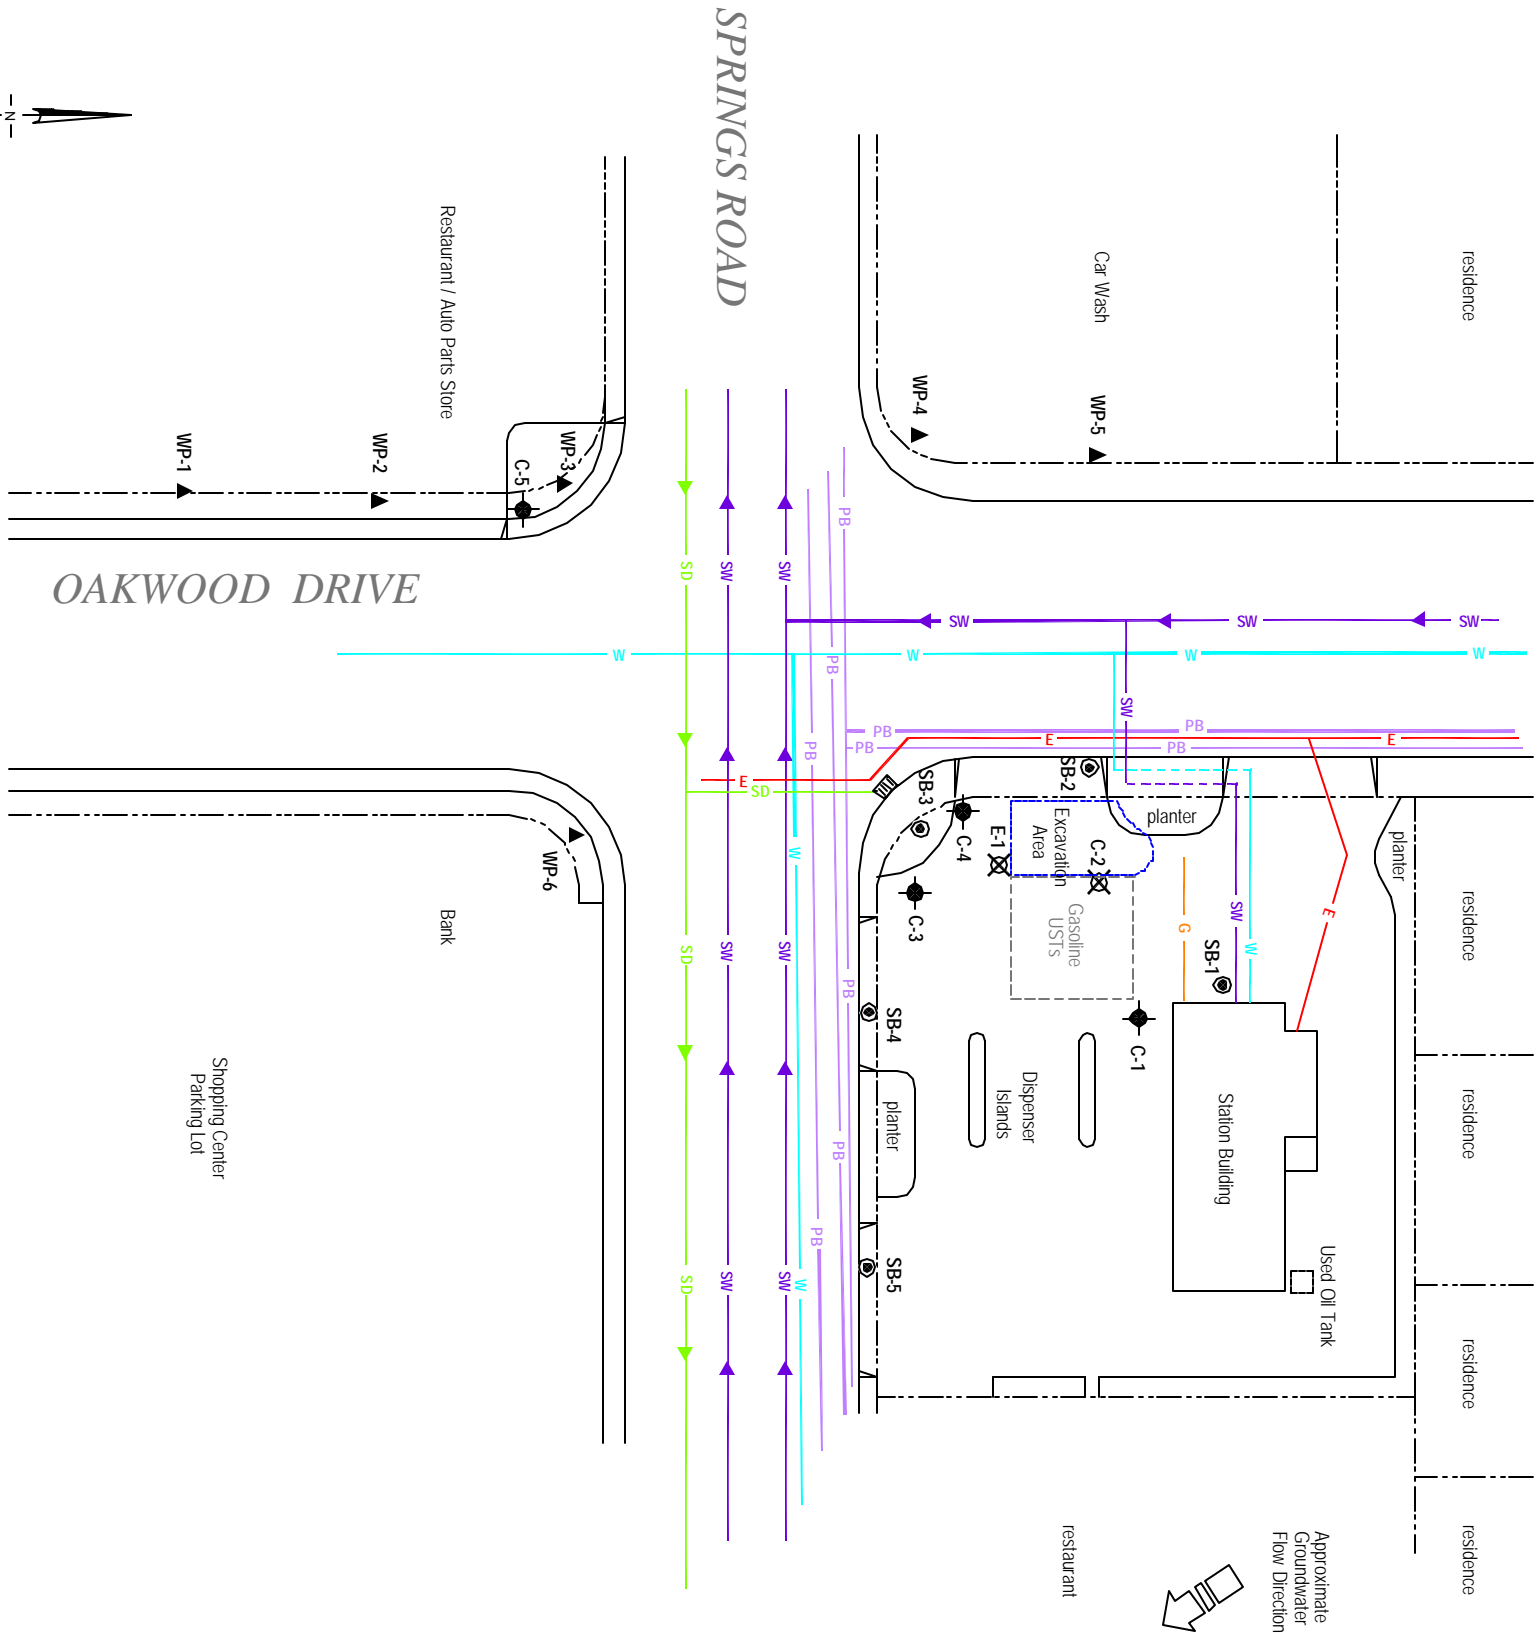 SPRINGS ROAD
OAKWOOD DRIVE
N
Restaurant / Auto Parts Store
Car Wash
residence
WP-1
WP-2
WP-3
C-5
WP-4
WP-5
SD
SW
SW
PB
SW
SW
SW
W
W
W
W
PB
PB
SW
PB
PB
PB
PB
E
E
E
SD
SB-2
SB-3
C-4
E-1
Excavation
Area
C-2
planter
planter
WP-6
W
Bank
C-3
Gasoline
USTs
G
SW
W
E
SB-1
residence
SD
SW
SW
PB
SB-4
C-1
Dispenser
Islands
planter
Station Building
residence
Shopping Center
Parking Lot
PB
PB
SD
SW
SW
W
SB-5
Used Oil Tank
residence
restaurant
Approximate
Groundwater
Flow Direction
residence